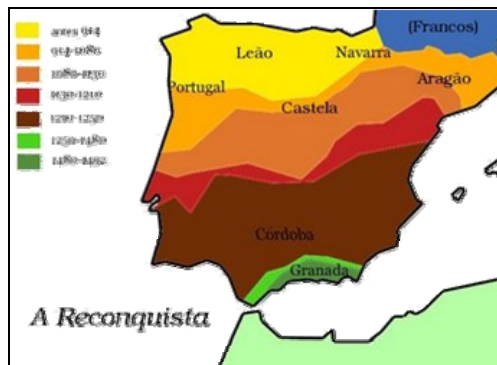 antes 914
914-1080
1080-1130
1130-1210
1210-1250
1250-1480
1480-1492
(Francos)
Leão
Navarra
Portugal
Aragão
Castela
Córdoba
Granada
A Reconquista